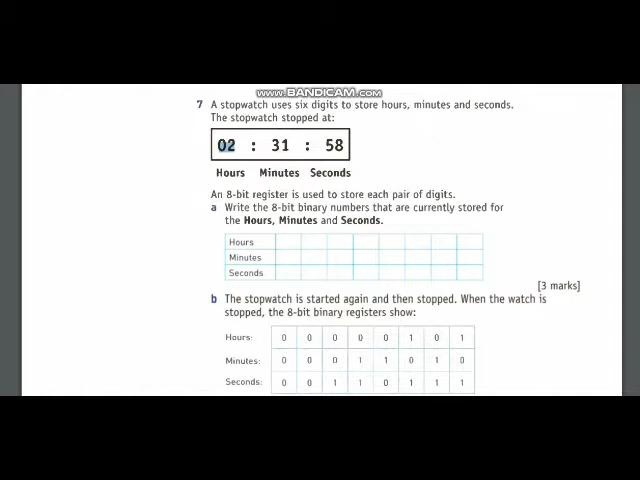 www.BANDICAM.com
7 A stopwatch uses six digits to store hours, minutes and seconds.
The stopwatch stopped at:
02 : 31 : 58
Hours Minutes Seconds
An 8-bit register is used to store each pair of digits.
a Write the 8-bit binary numbers that are currently stored for
the Hours, Minutes and Seconds.
Hours
Minutes
Seconds
[3 marks]
b The stopwatch is started again and then stopped. When the watch is
stopped, the 8-bit binary registers show:
Hours: 0 0 0 0 0 1 0 1
Minutes: 0 0 0 1 1 0 1 0
Seconds: 0 0 1 1 0 1 1 1